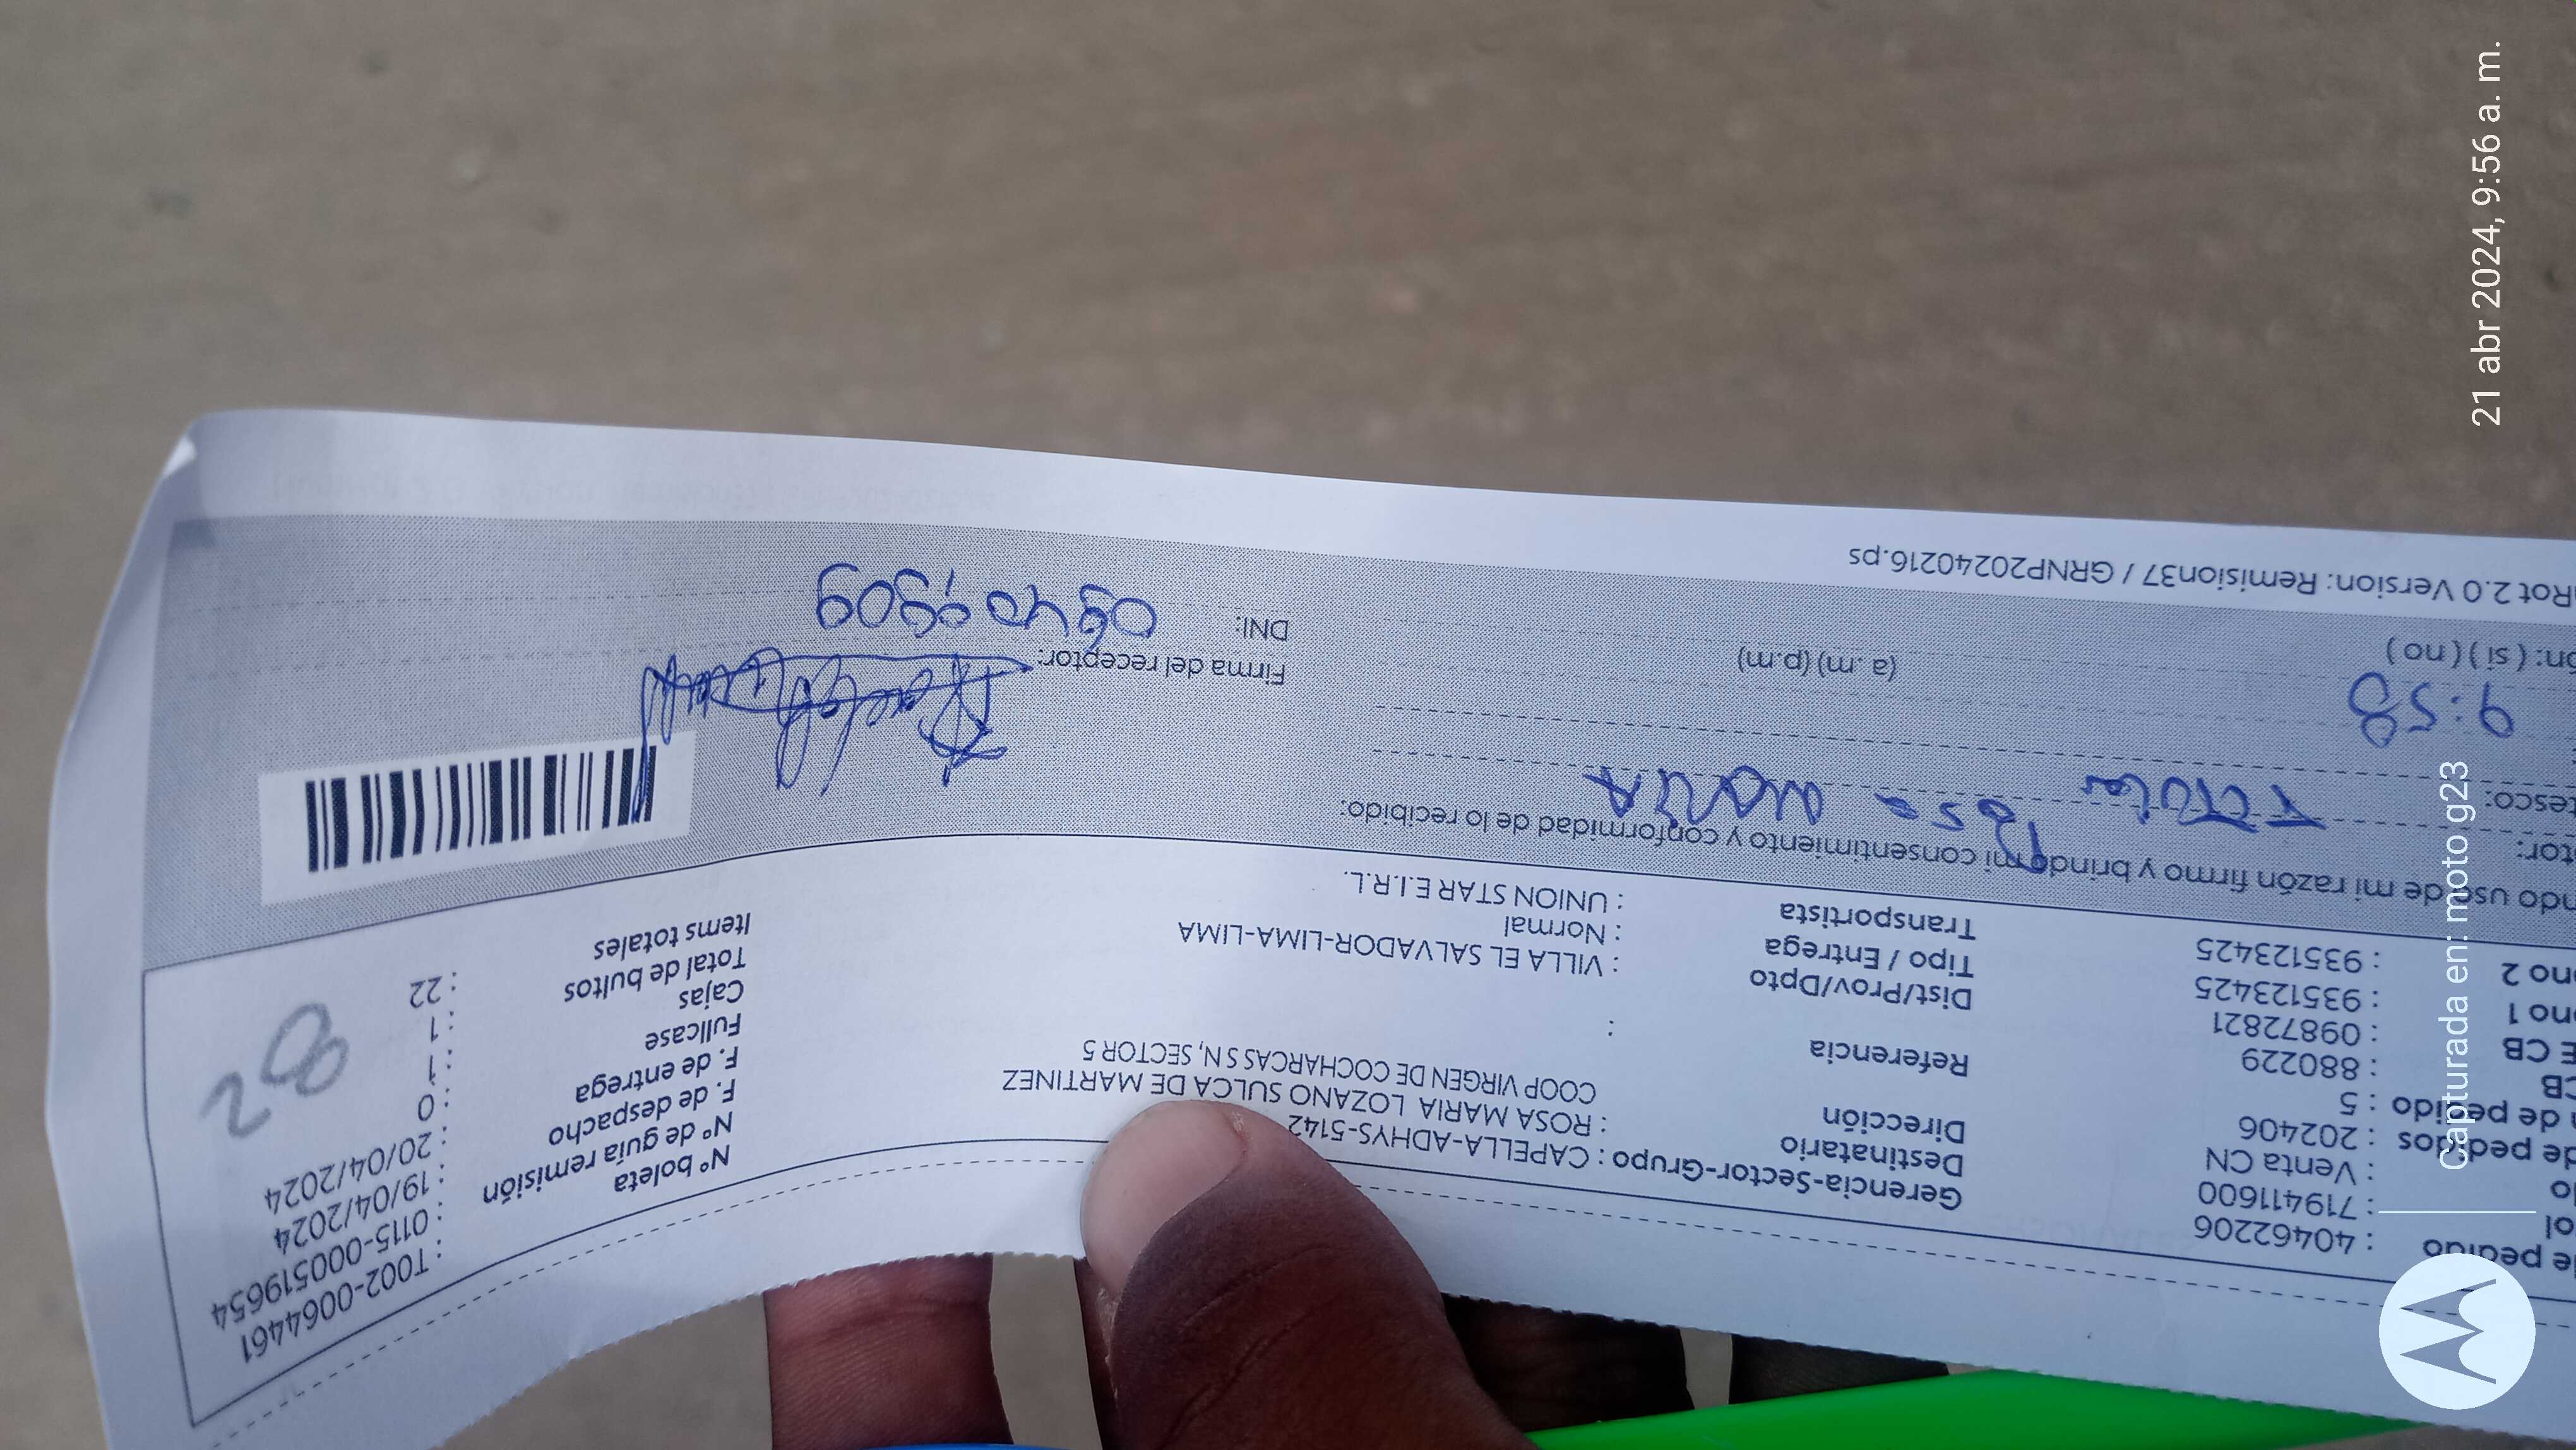 Nº boleta : T002-0064461
Nº de guía remisión : 0115-000519654
F. de despacho : 19/04/2024
F. de entrega : 20/04/2024
Fullcase : 0
Cajas : 1
Total de bultos : 1
Items totales : 22
28
de pedido : 40462206
ol : 719411600
o : Venta CN
de pedidos : 202406
de pedido : 5
CB : 880229
E CB : 09872821
ono 1 : 935123425
ono 2 : 935123425
Gerencia-Sector-Grupo : CAPELLA-ADHYS-5142
Destinatario : ROSA MARIA LOZANO SULCA DE MARTINEZ
Dirección
COOP VIRGEN DE COCHARCAS S N, SECTOR 5
Referencia :
Dist/Prov/Dpto : VILLA EL SALVADOR-LIMA-LIMA
Tipo / Entrega : Normal
Transportista : UNION STAR E.I.R.L.
ndo uso de mi razón firmo y brindo mi consentimiento y conformidad de lo recibido:
tor: Rosa MARIA
tesco: TITULAR
9:58
(a. m) (p.m)
ón: ( si ) ( no )
Firma del receptor:
DNI:
Rot 2.0 Version: Remision37 / GRNP20240216.ps
Capturada en: moto g23
21 abr 2024, 9:56 a. m.